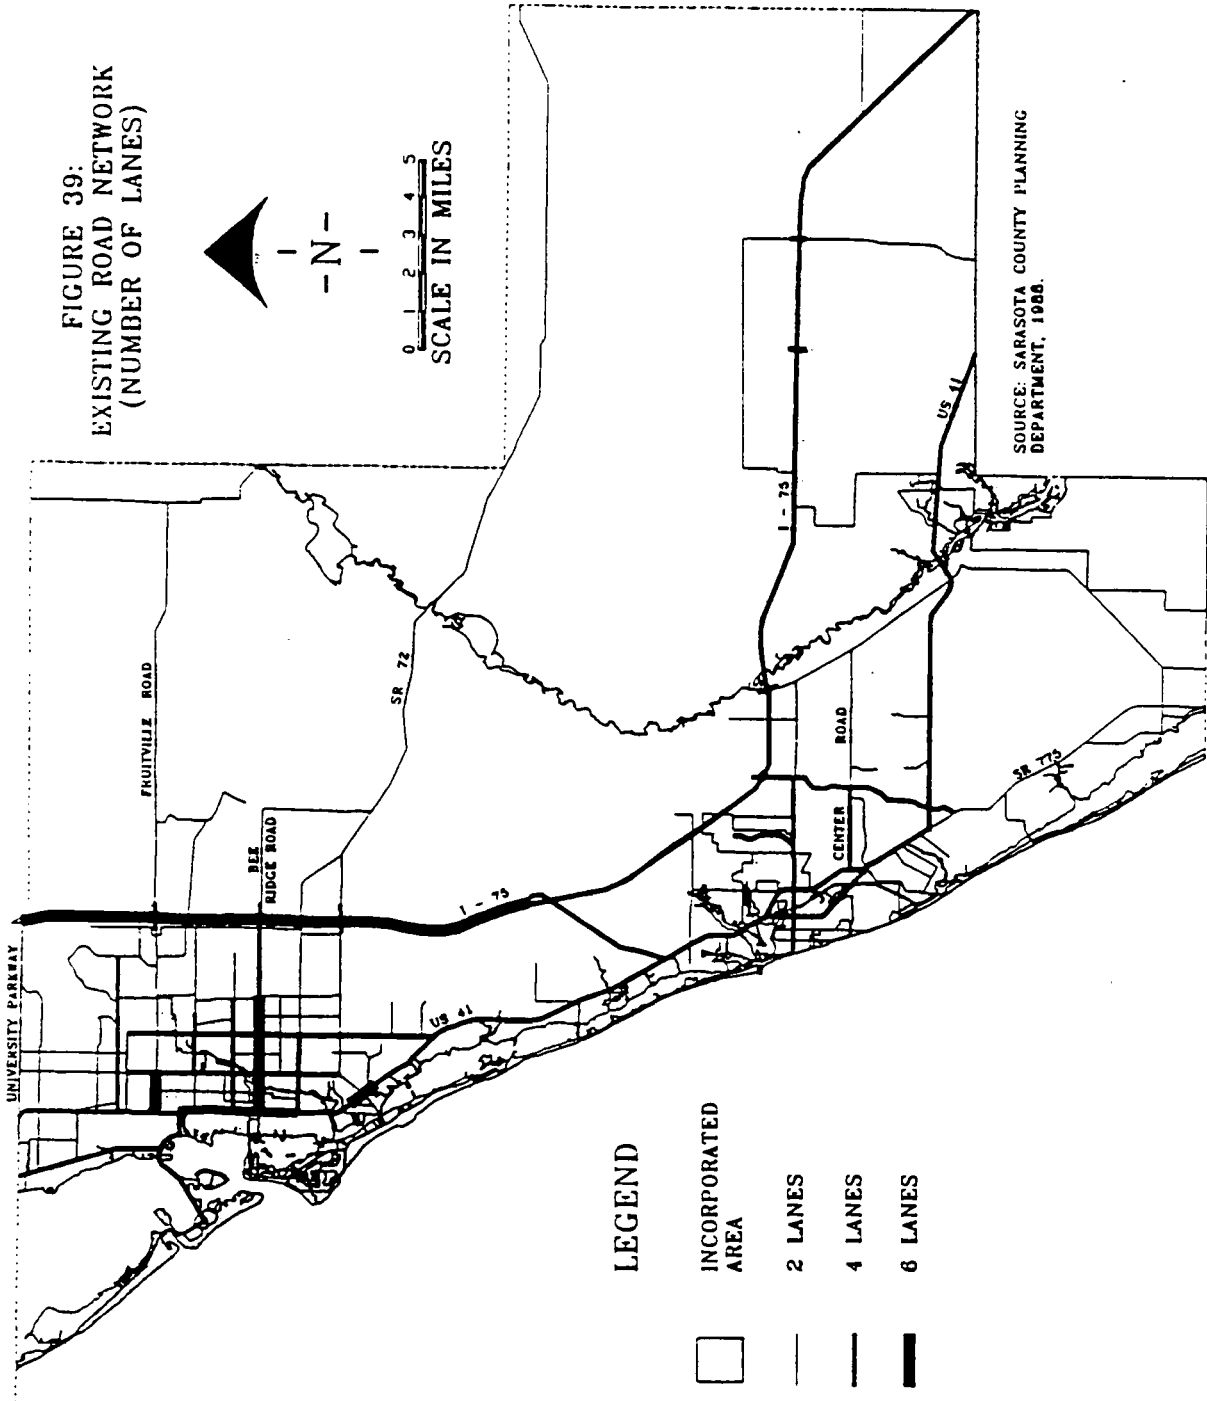 FIGURE 39:
EXISTING ROAD NETWORK
(NUMBER OF LANES)
-N-
0 1 2 3 4 5
SCALE IN MILES
UNIVERSITY PARKWAY
FRUITVILLE ROAD
BEE
RIDGE ROAD
SR 72
I - 75
US 41
I - 75
US 41
CENTER ROAD
SR 775
SOURCE: SARASOTA COUNTY PLANNING
DEPARTMENT, 1988.
LEGEND
INCORPORATED
AREA
2 LANES
4 LANES
6 LANES